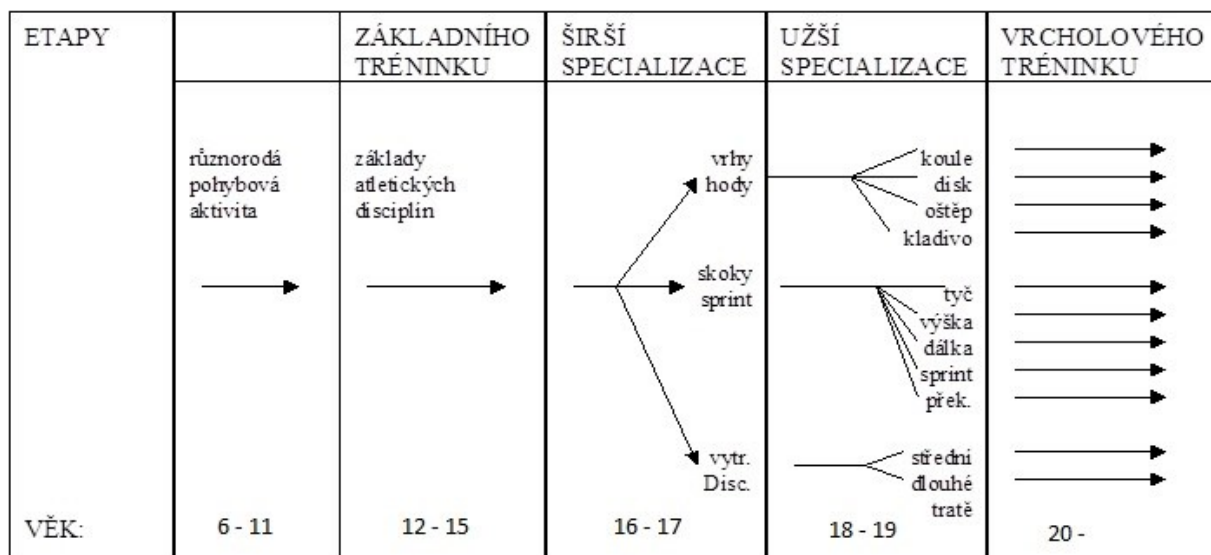 ETAPY
ZÁKLADNÍHO
TRÉNINKU
ŠIRŠÍ
SPECIALIZACE
UŽŠÍ
SPECIALIZACE
VRCHOLOVÉHO
TRÉNINKU
různorodá
pohybová
aktivita
základy
atletických
disciplin
vrhy
hody
skoky
sprint
vytr.
Disc.
koule
disk
oštěp
kladivo
tyč
výška
dálka
sprint
přek.
střední
dlouhé
tratě
VĚK:
6 - 11
12 - 15
16 - 17
18 - 19
20 -